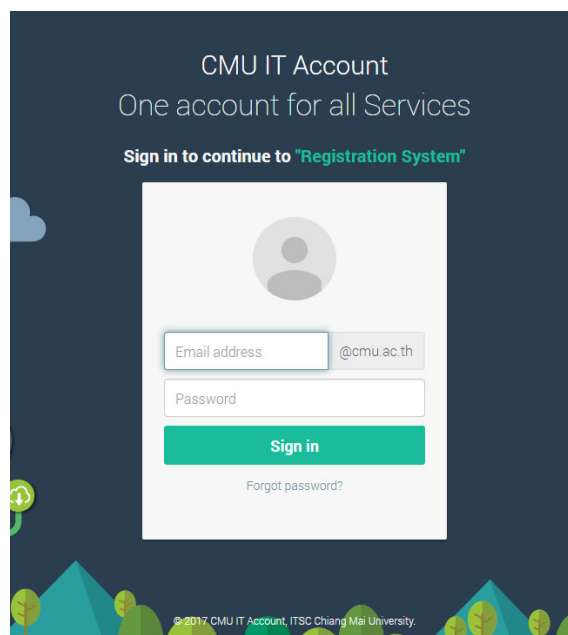 CMU IT Account
One account for all Services
Sign in to continue to "Registration System"
Email address @cmu.ac.th
Password
Sign in
Forgot password?
© 2017 CMU IT Account, ITSC Chiang Mai University.